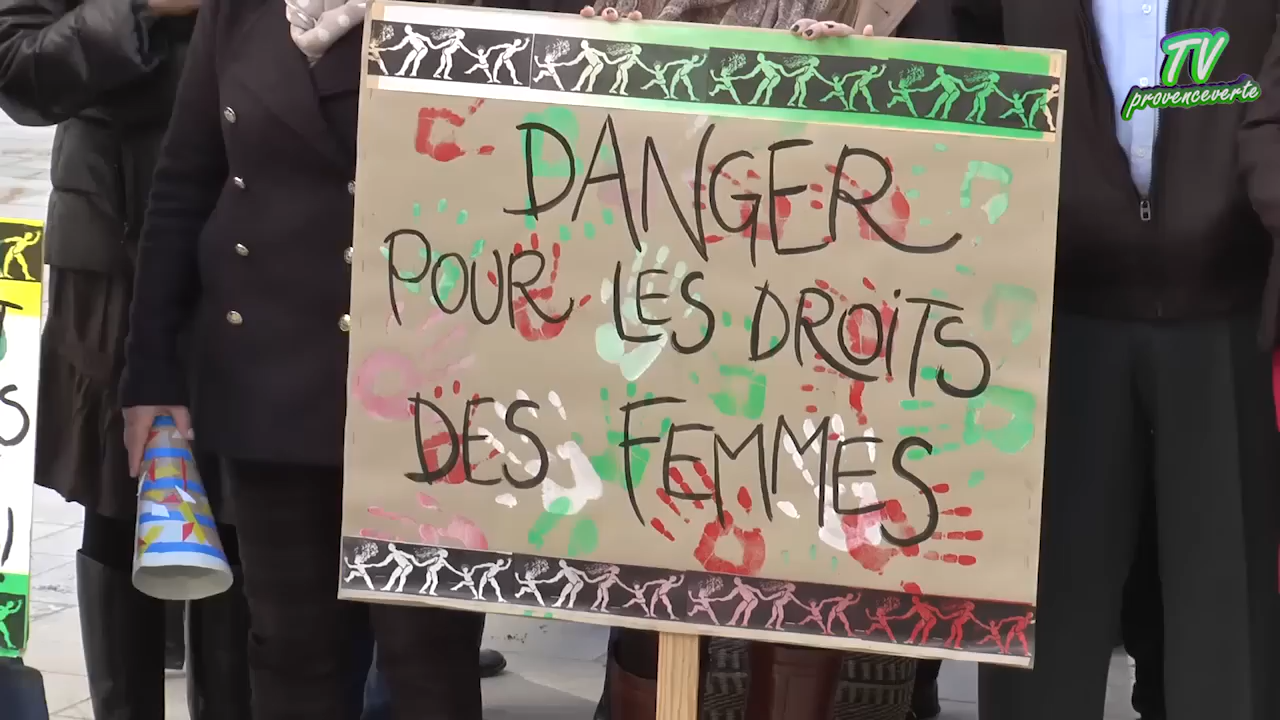 TV
provenceverte
DANGER
POUR LES DROITS
DES FEMMES
S